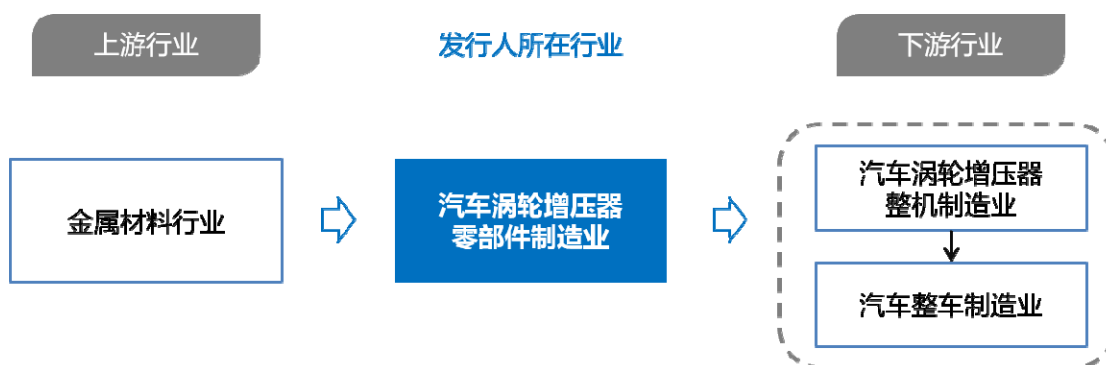 上游行业
发行人所在行业
下游行业
金属材料行业
汽车涡轮增压器
零部件制造业
汽车涡轮增压器
整机制造业
汽车整车制造业